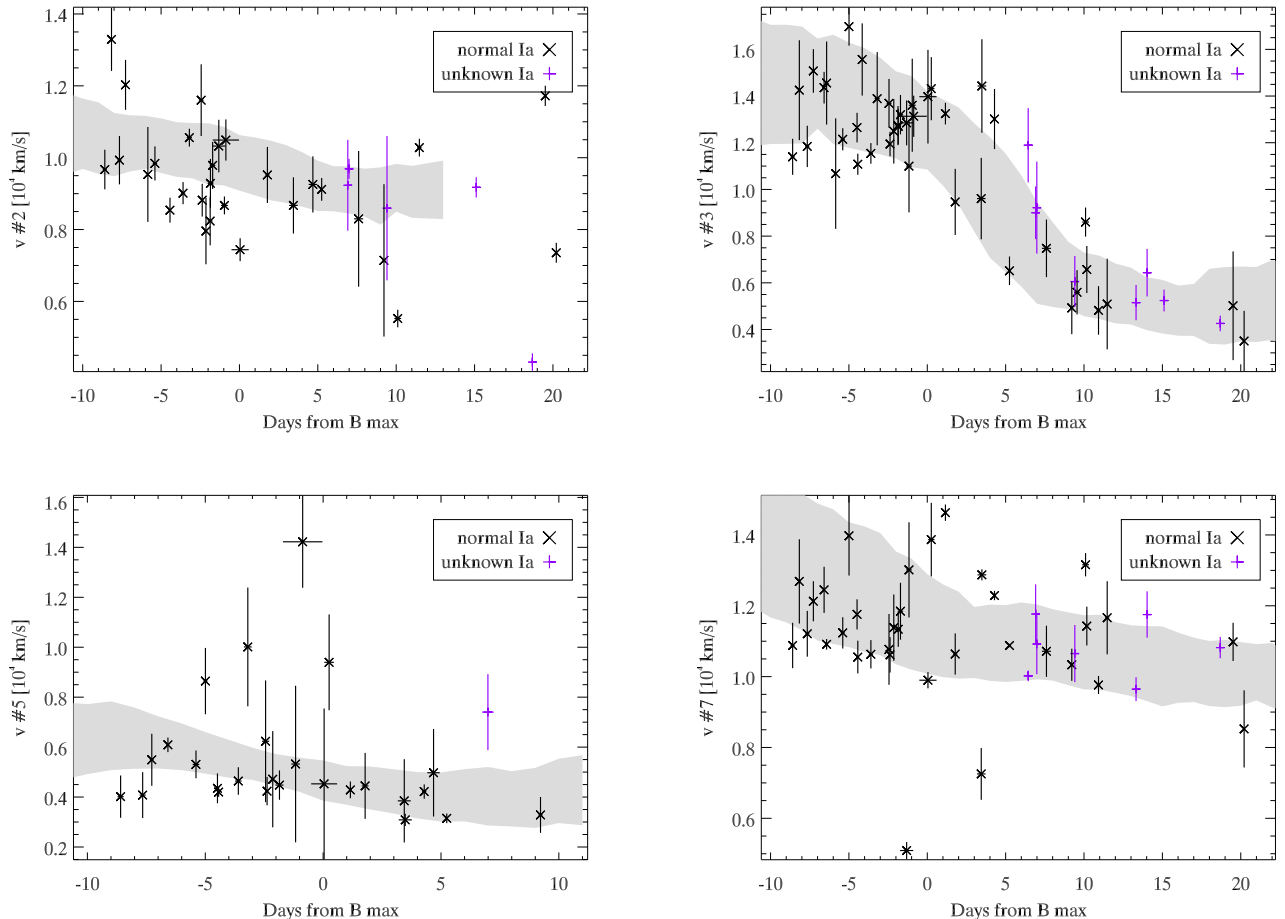 1.4
1.2
1.0
0.8
0.6
v #2 [10⁴ km/s]
normal Ia
unknown Ia
-10 -5 0 5 10 15 20
Days from B max
1.6
1.4
1.2
1.0
0.8
0.6
0.4
v #3 [10⁴ km/s]
normal Ia
unknown Ia
-10 -5 0 5 10 15 20
Days from B max
1.6
1.4
1.2
1.0
0.8
0.6
0.4
0.2
v #5 [10⁴ km/s]
normal Ia
unknown Ia
-10 -5 0 5 10
Days from B max
1.4
1.2
1.0
0.8
0.6
v #7 [10⁴ km/s]
normal Ia
unknown Ia
-10 -5 0 5 10 15 20
Days from B max